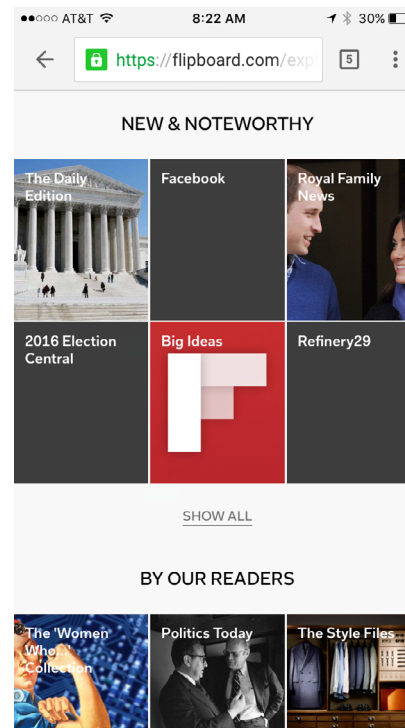 AT&T 8:22 AM 30%
https://flipboard.com/exp
5
NEW & NOTEWORTHY
The Daily
Edition
Facebook
Royal Family
News
2016 Election
Central
Big Ideas
Refinery29
SHOW ALL
BY OUR READERS
The 'Women
Who...'
Collection
Politics Today
The Style Files